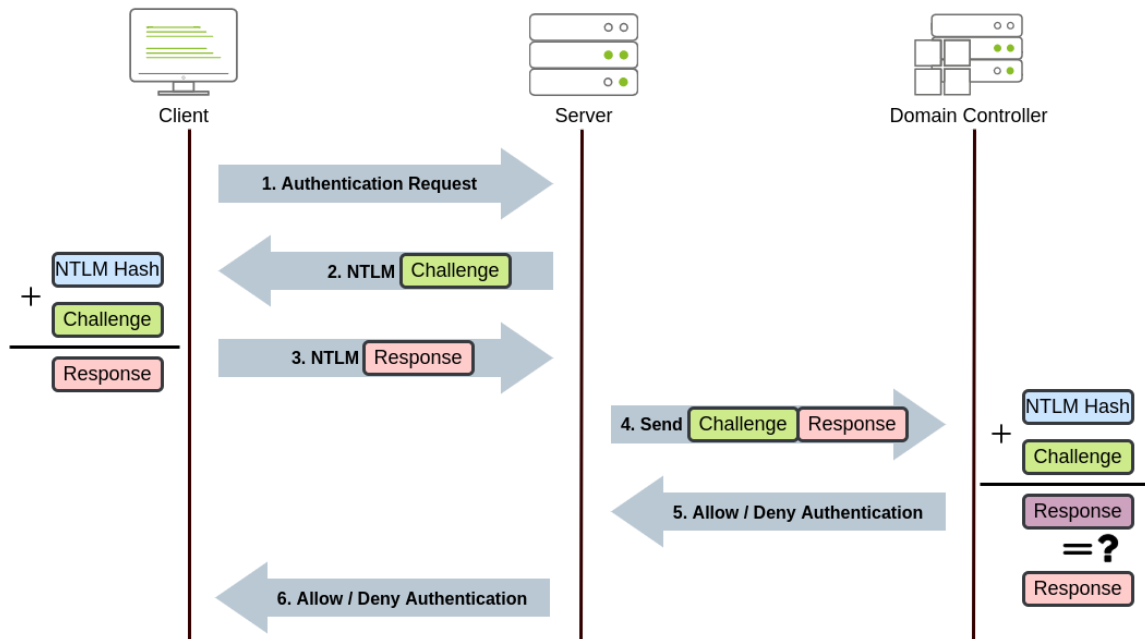 Client
Server
Domain Controller
1. Authentication Request
2. NTLM Challenge
NTLM Hash
+
Challenge
Response
3. NTLM Response
4. Send Challenge Response
NTLM Hash
+
Challenge
Response
=?
Response
5. Allow / Deny Authentication
6. Allow / Deny Authentication